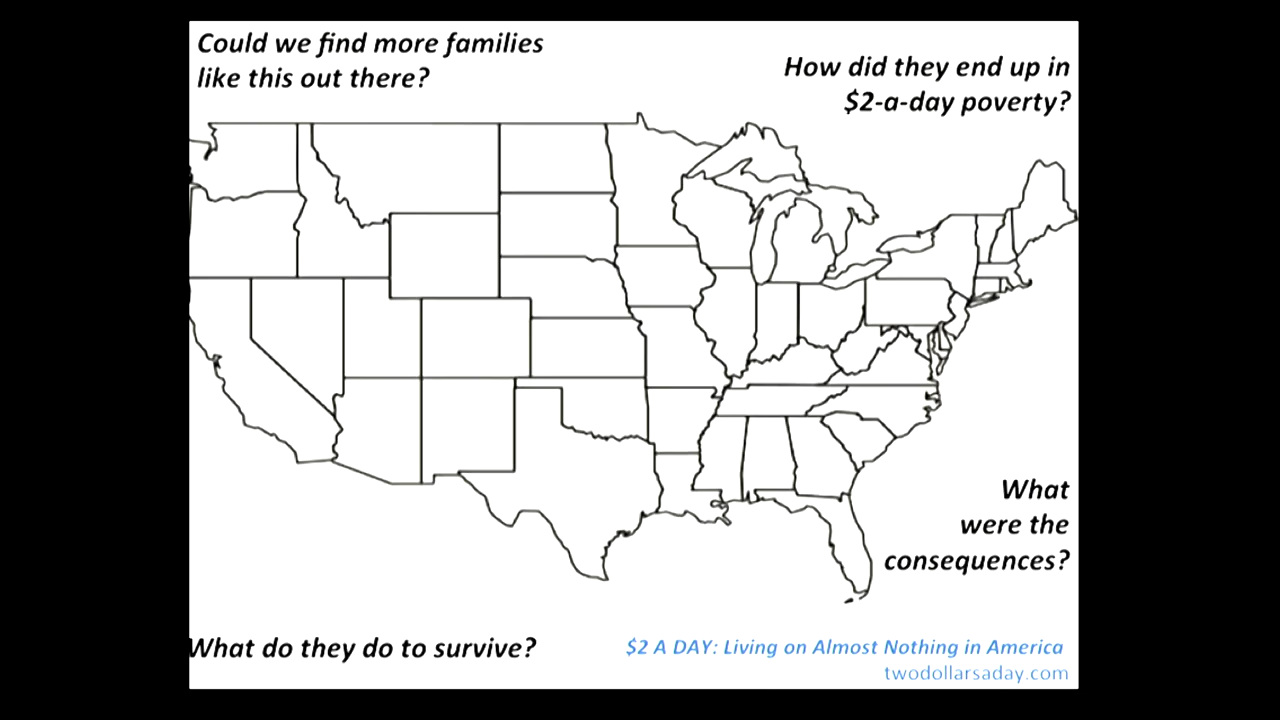 Could we find more families
like this out there?
How did they end up in
$2-a-day poverty?
What
were the
consequences?
What do they do to survive?
$2 A DAY: Living on Almost Nothing in America
twodollarsaday.com